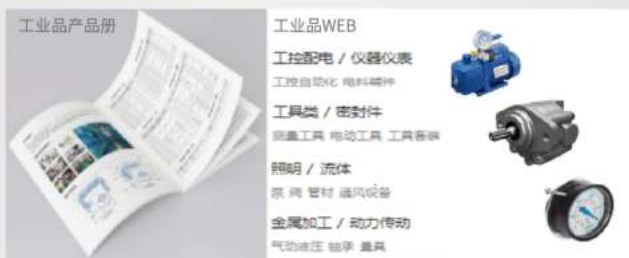 工业品产品册
工业品WEB
工控配电 / 仪器仪表
工控自动化 电料辅件
工具类 / 密封件
测量工具 电动工具 工具套装
照明 / 流体
泵 阀 管材 通风设备
金属加工 / 动力传动
气动液压 轴承 量具